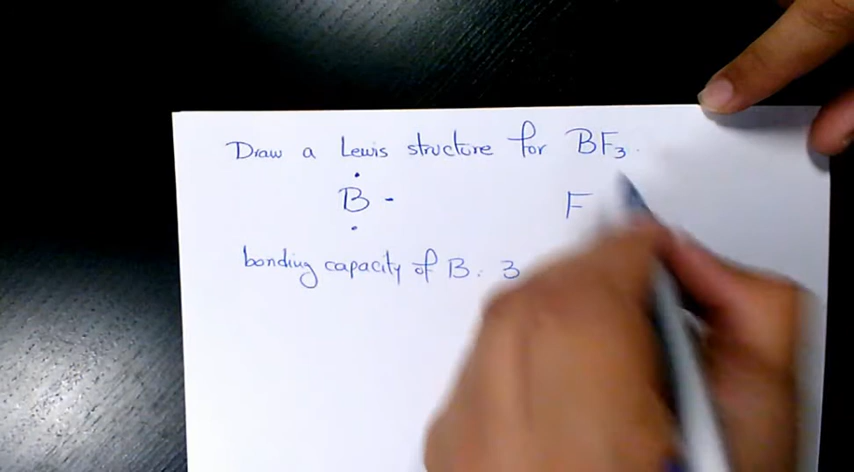 Draw a Lewis structure for BF₃.
B F
bonding capacity of B: 3